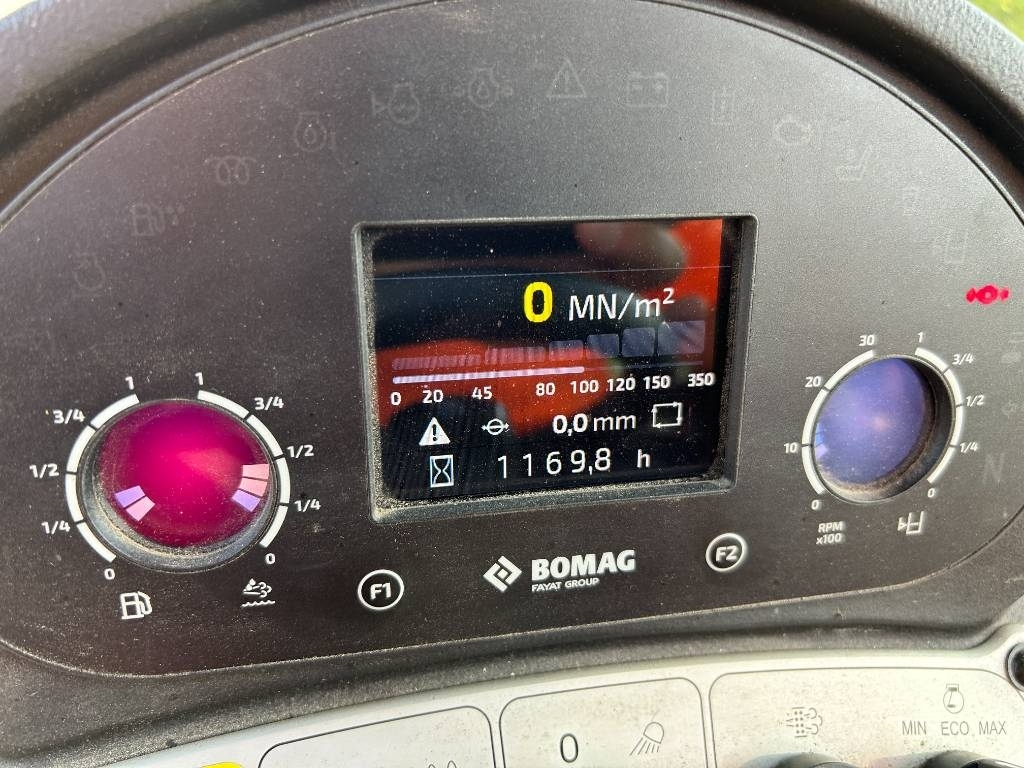 0 MN/m²
0 20 45 80 100 120 150 350
0,0 mm
1169,8 h
1 1
3/4 3/4
1/2 1/2
1/4 1/4
0 0
30 1
20 3/4
1/2
10 1/4
0 0
RPM
x100
F1
BOMAG
FAYAT GROUP
F2
N
0
MIN ECO MAX